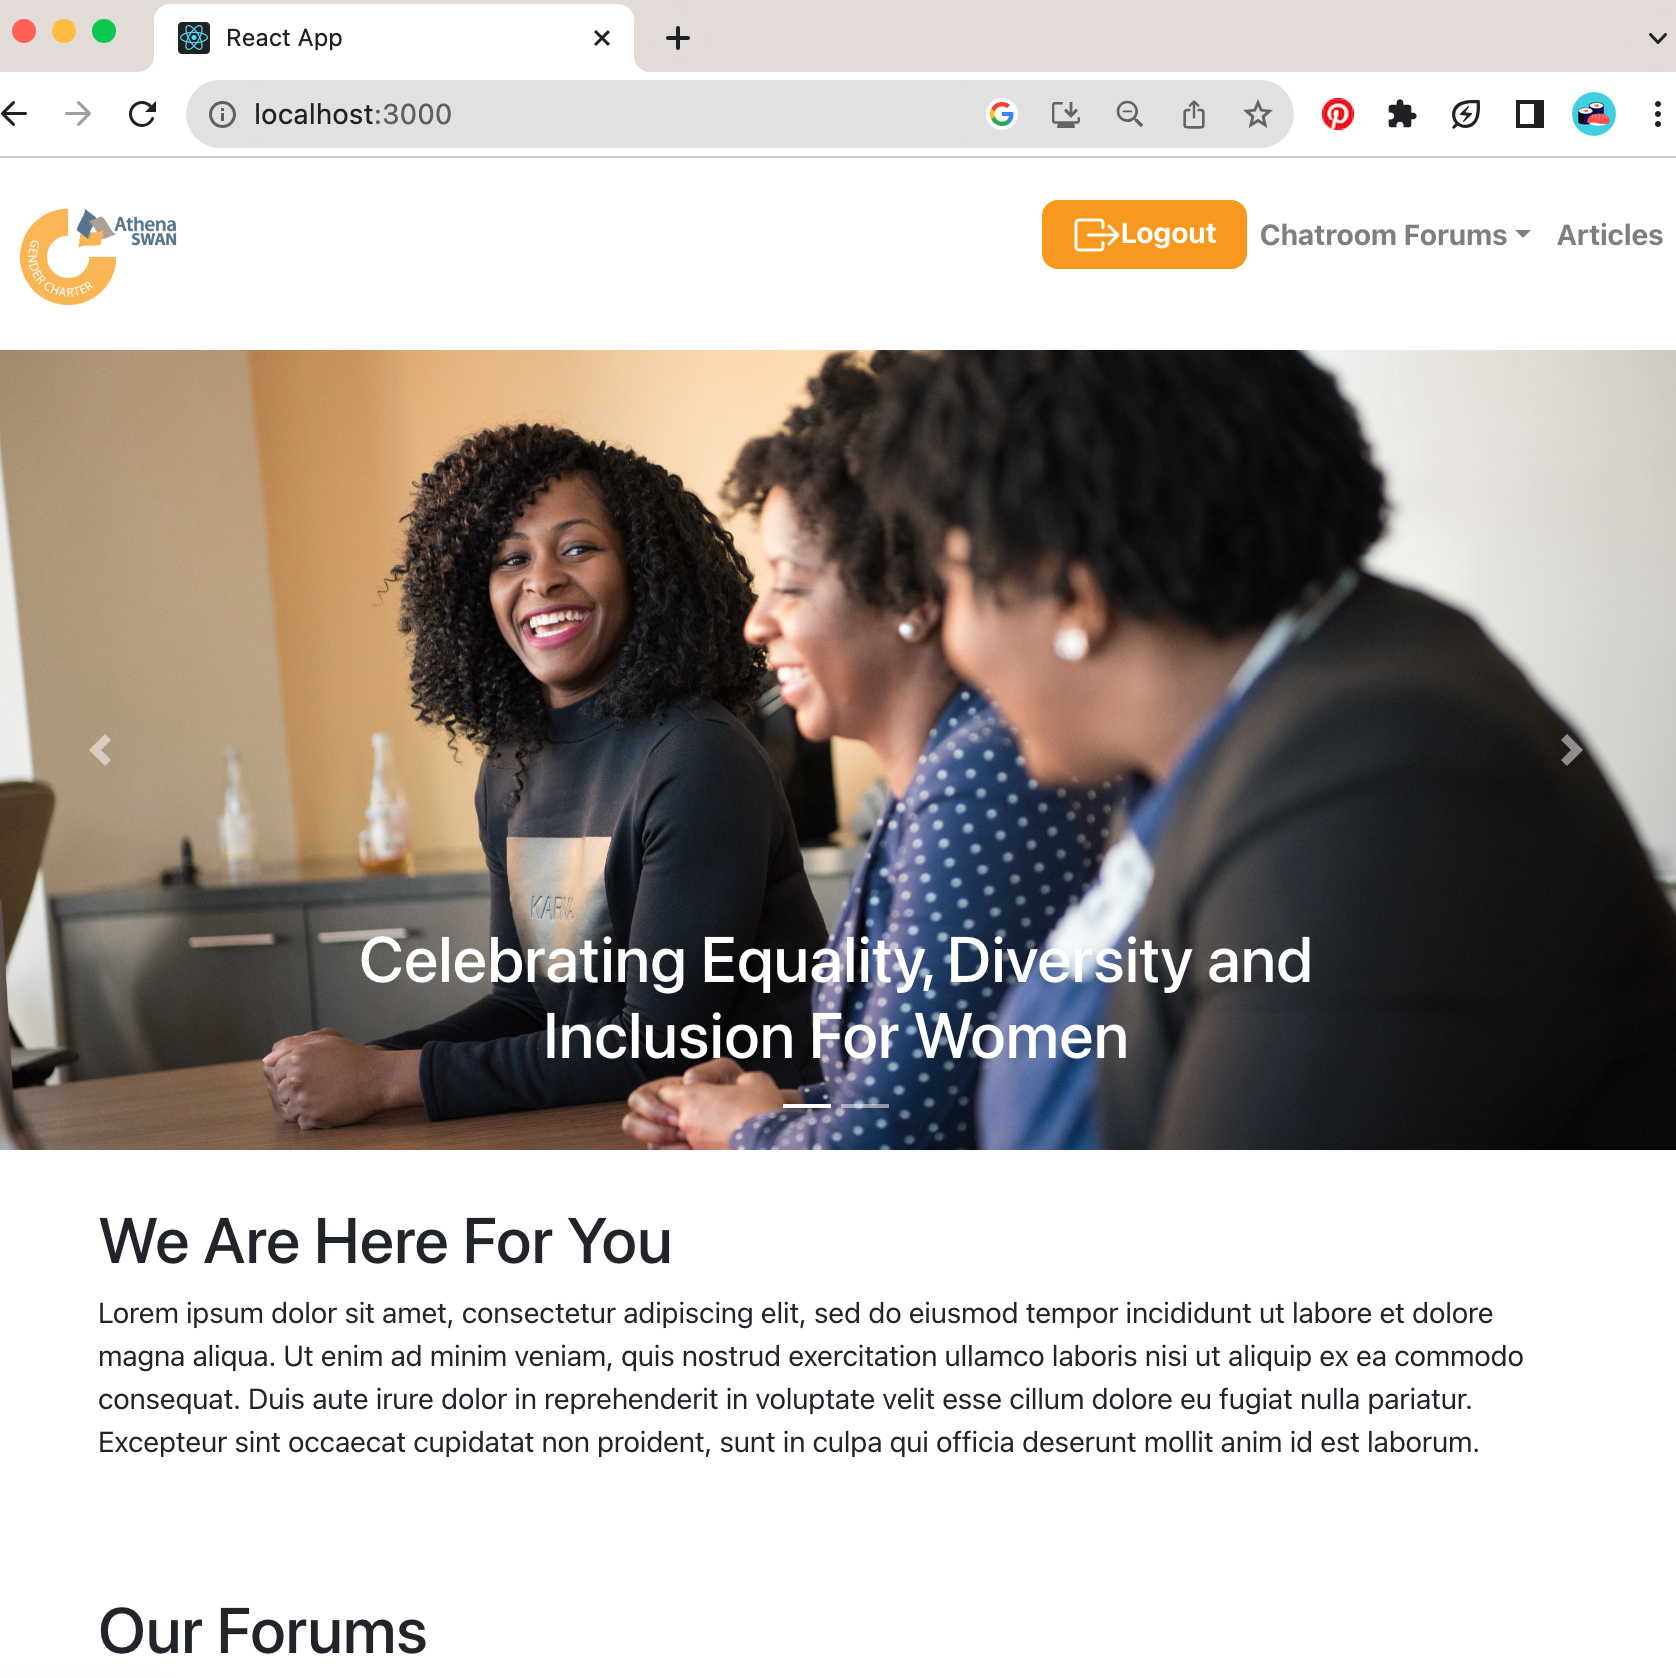 React App
localhost:3000
Athena
SWAN
GENDER CHARTER
Logout
Chatroom Forums
Articles
Celebrating Equality, Diversity and
Inclusion For Women
We Are Here For You
Lorem ipsum dolor sit amet, consectetur adipiscing elit, sed do eiusmod tempor incididunt ut labore et dolore
magna aliqua. Ut enim ad minim veniam, quis nostrud exercitation ullamco laboris nisi ut aliquip ex ea commodo
consequat. Duis aute irure dolor in reprehenderit in voluptate velit esse cillum dolore eu fugiat nulla pariatur.
Excepteur sint occaecat cupidatat non proident, sunt in culpa qui officia deserunt mollit anim id est laborum.
Our Forums